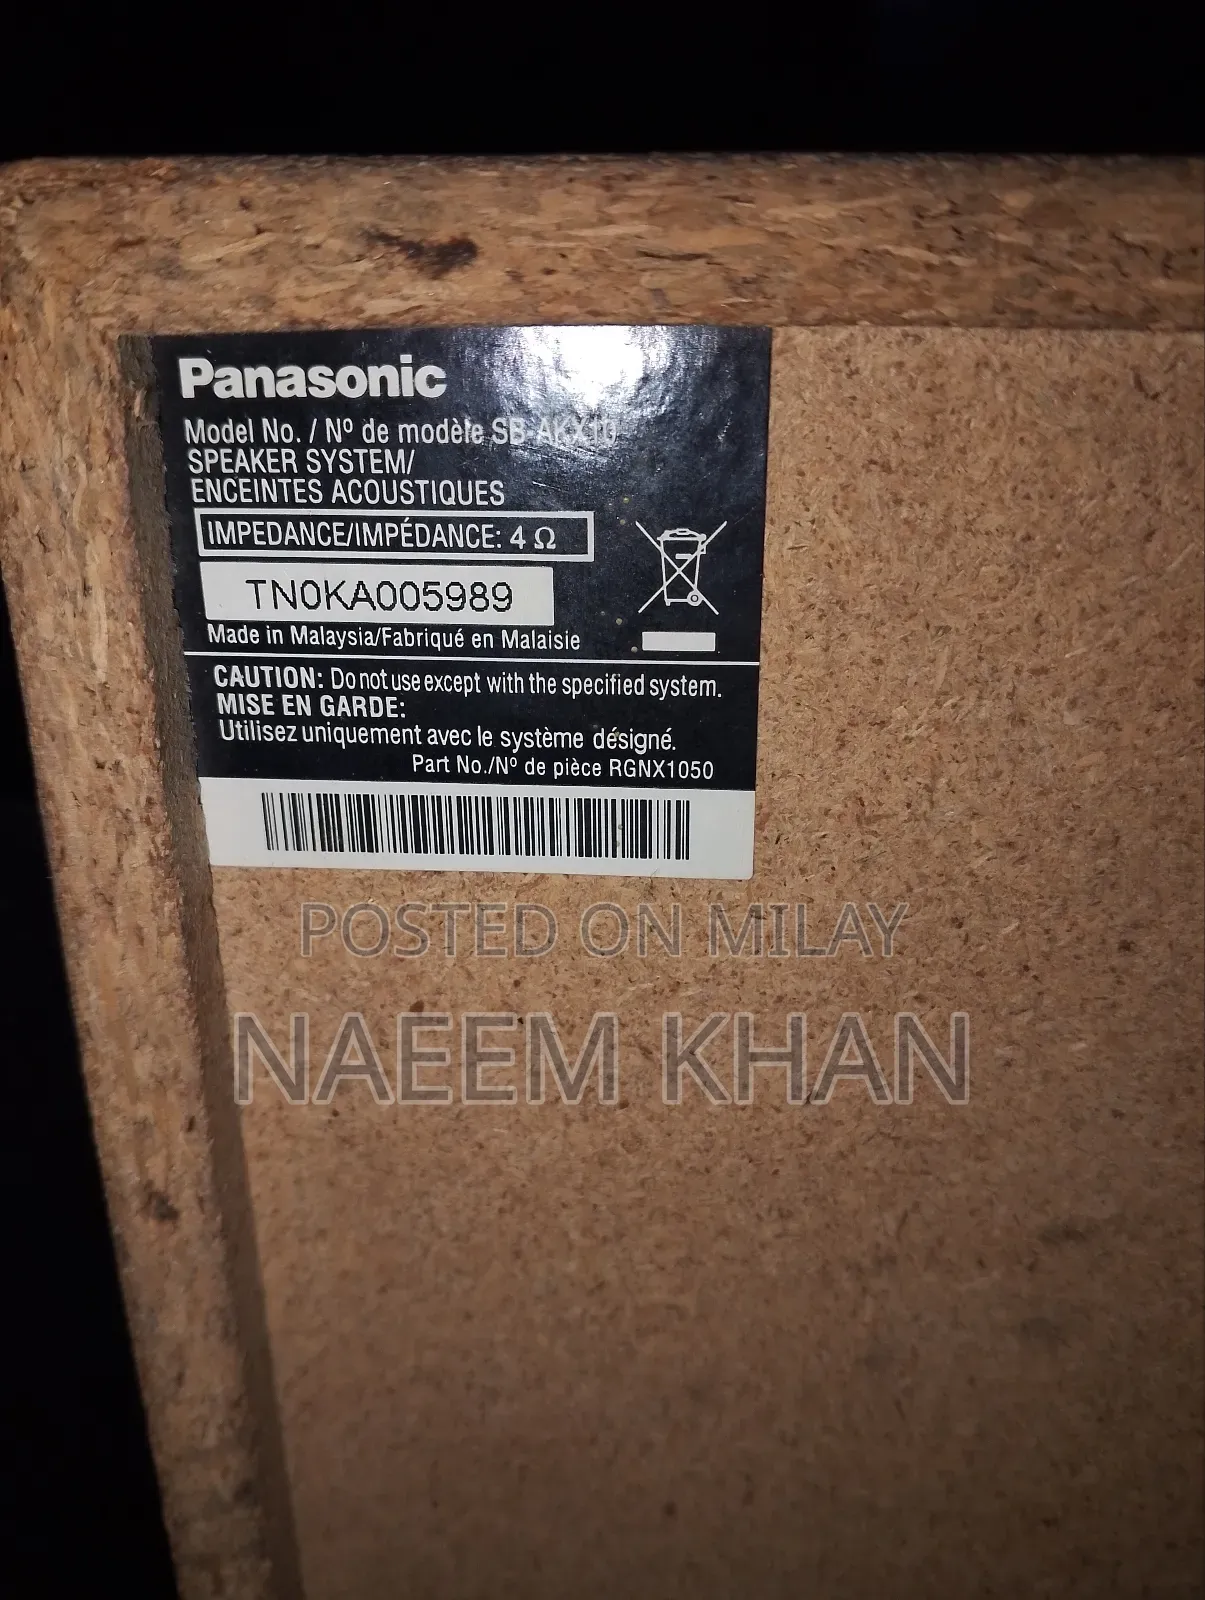 Panasonic
Model No. / Nº de modèle SB-AKX10
SPEAKER SYSTEM/
ENCEINTES ACOUSTIQUES
IMPEDANCE/IMPÉDANCE: 4 Ω
TN0KA005989
Made in Malaysia/Fabriqué en Malaisie
CAUTION: Do not use except with the specified system.
MISE EN GARDE:
Utilisez uniquement avec le système désigné.
Part No./Nº de pièce RGNX1050
POSTED ON MILAY
NAEEM KHAN